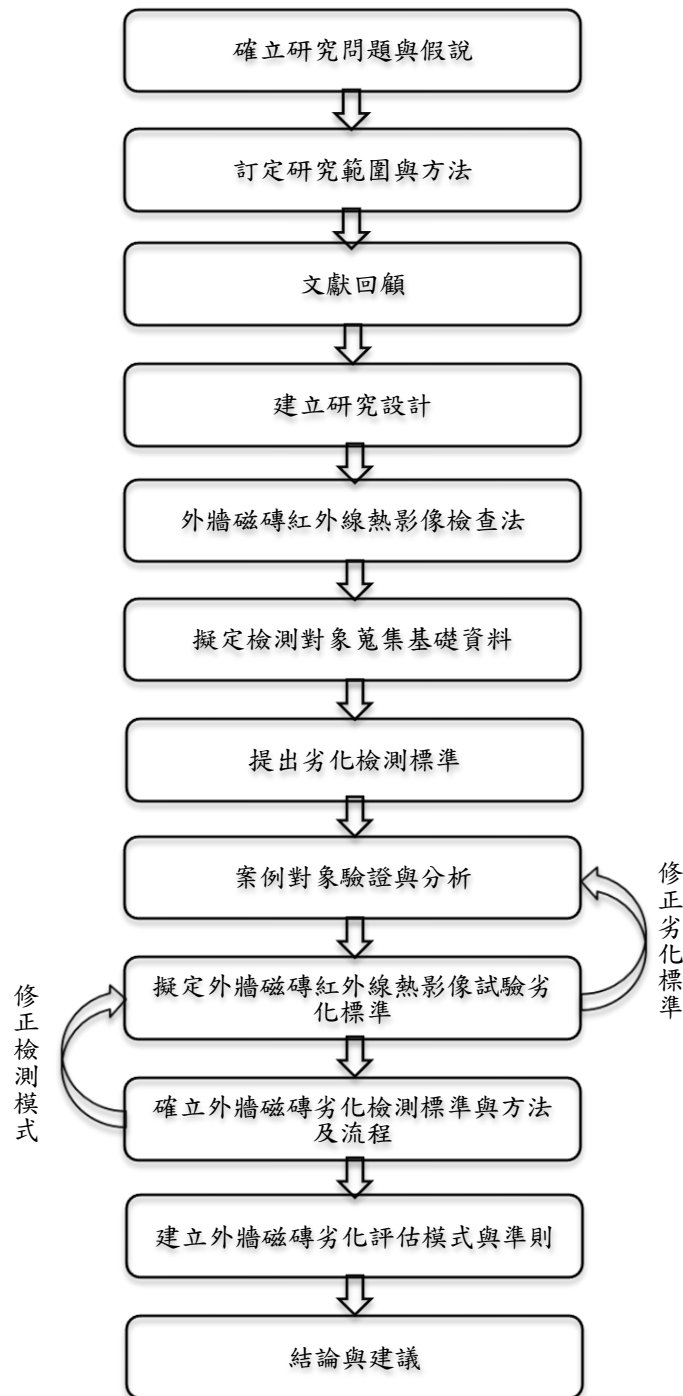 確立研究問題與假說
訂定研究範圍與方法
文獻回顧
建立研究設計
外牆磁磚紅外線熱影像檢查法
擬定檢測對象蒐集基礎資料
提出劣化檢測標準
案例對象驗證與分析
修正劣化標準
擬定外牆磁磚紅外線熱影像試驗劣
化標準
修正檢測模式
確立外牆磁磚劣化檢測標準與方法
及流程
建立外牆磁磚劣化評估模式與準則
結論與建議